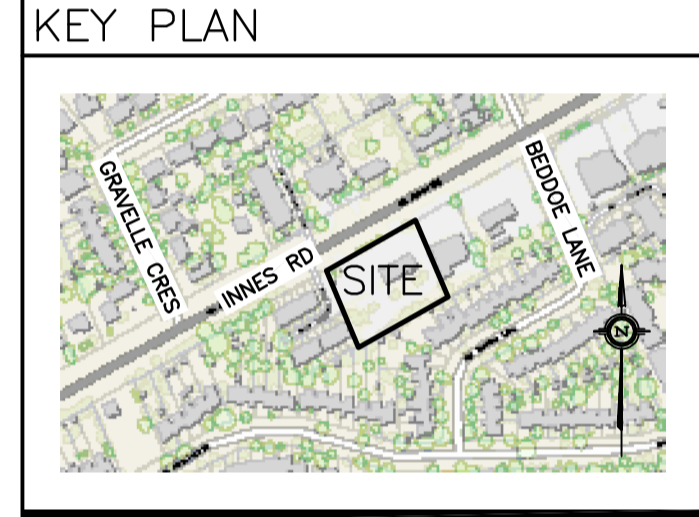 KEY PLAN
GRAVELLE CRES
INNES RD
SITE
BEDDOE LANE
N